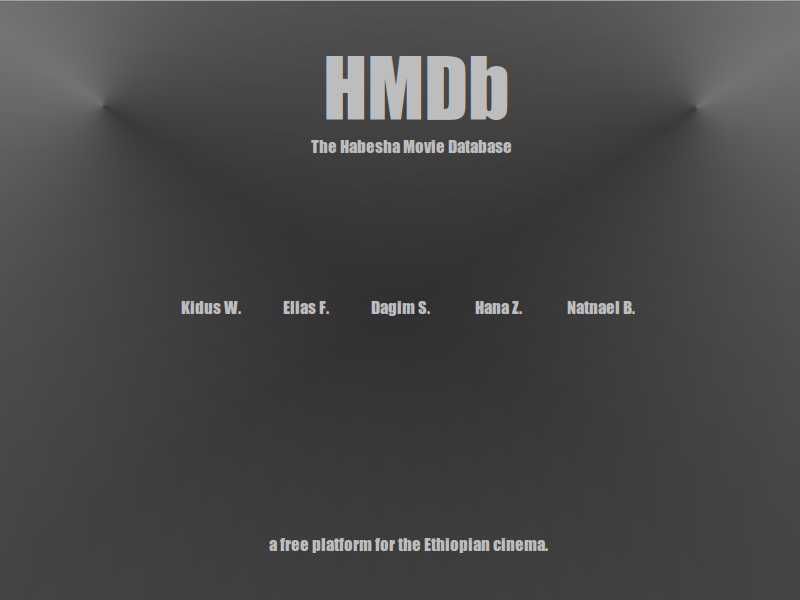 HMDb
The Habesha Movie Database
Kidus W. Elias F. Dagim S. Hana Z. Natnael B.
a free platform for the Ethiopian cinema.